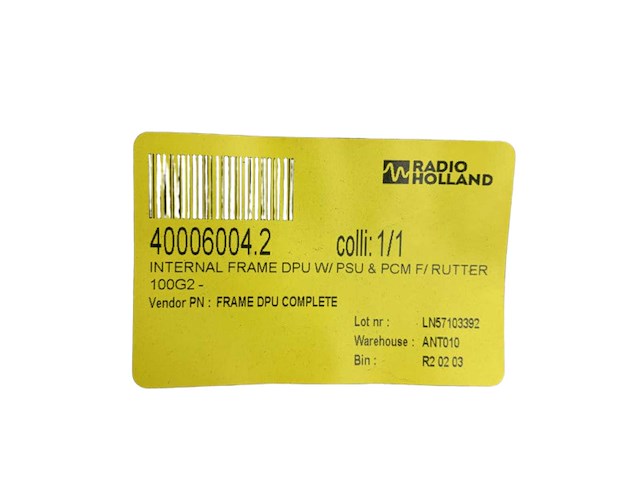 RADIO
HOLLAND
40006004.2 colli: 1/1
INTERNAL FRAME DPU W/ PSU & PCM F/ RUTTER
100G2 -
Vendor PN : FRAME DPU COMPLETE
Lot nr : LN57103392
Warehouse : ANT010
Bin : R2 02 03